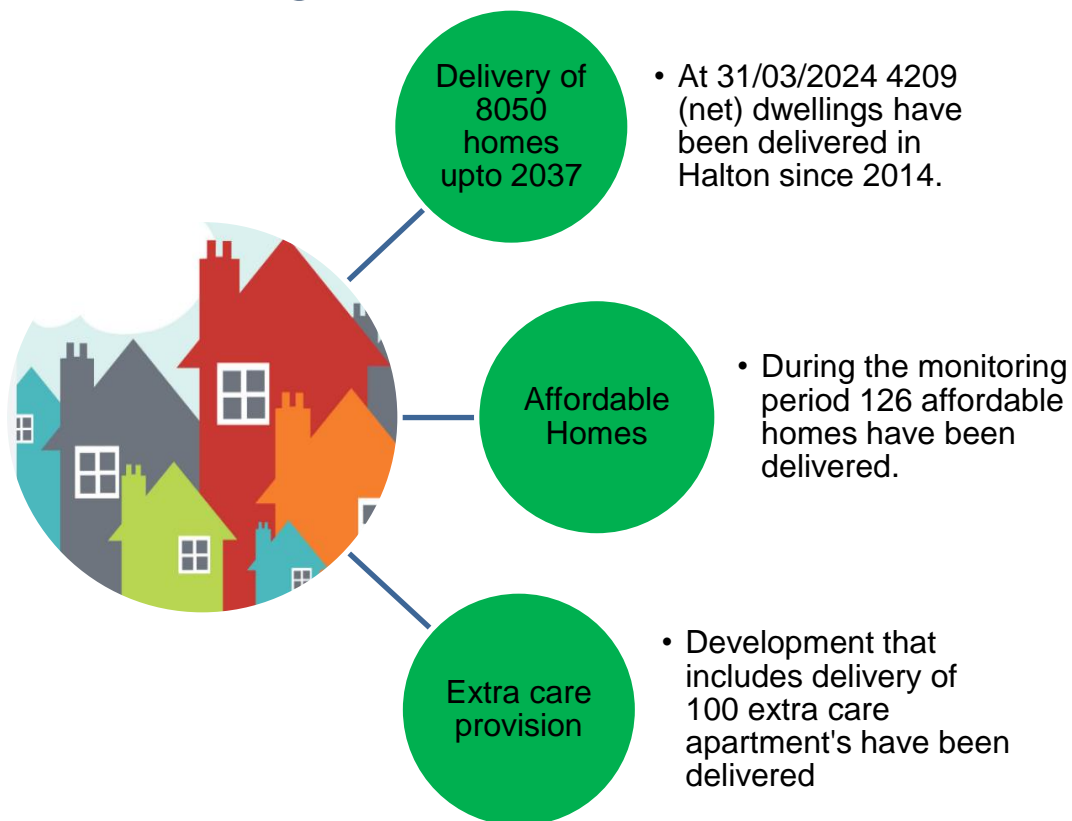 Delivery of
8050
homes
upto 2037
• At 31/03/2024 4209
(net) dwellings have
been delivered in
Halton since 2014.
Affordable
Homes
• During the monitoring
period 126 affordable
homes have been
delivered.
Extra care
provision
• Development that
includes delivery of
100 extra care
apartment's have been
delivered